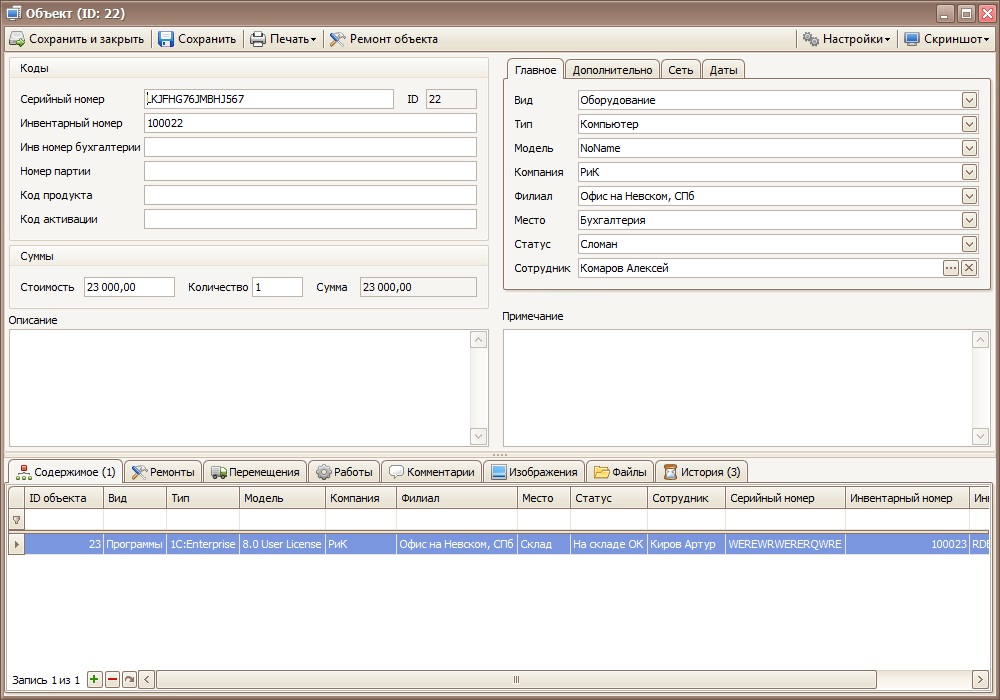 Объект (ID: 22)
Сохранить и закрыть Сохранить Печать Ремонт объекта Настройки Скриншот
Коды
Серийный номер LKJFHG76JMBHJ567 ID 22
Инвентарный номер 100022
Инв номер бухгалтерии
Номер партии
Код продукта
Код активации
Суммы
Стоимость 23 000,00 Количество 1 Сумма 23 000,00
Главное Дополнительно Сеть Даты
Вид Оборудование
Тип Компьютер
Модель NoName
Компания РиК
Филиал Офис на Невском, СПб
Место Бухгалтерия
Статус Сломан
Сотрудник Комаров Алексей
Описание
Примечание
Содержимое (1) Ремонты Перемещения Работы Комментарии Изображения Файлы История (3)
ID объекта Вид Тип Модель Компания Филиал Место Статус Сотрудник Серийный номер Инвентарный номер
23 Программы 1C:Enterprise 8.0 User License РиК Офис на Невском, СПб Склад На складе ОК Киров Артур WEREWRWERERQWRE 100023
Запись 1 из 1